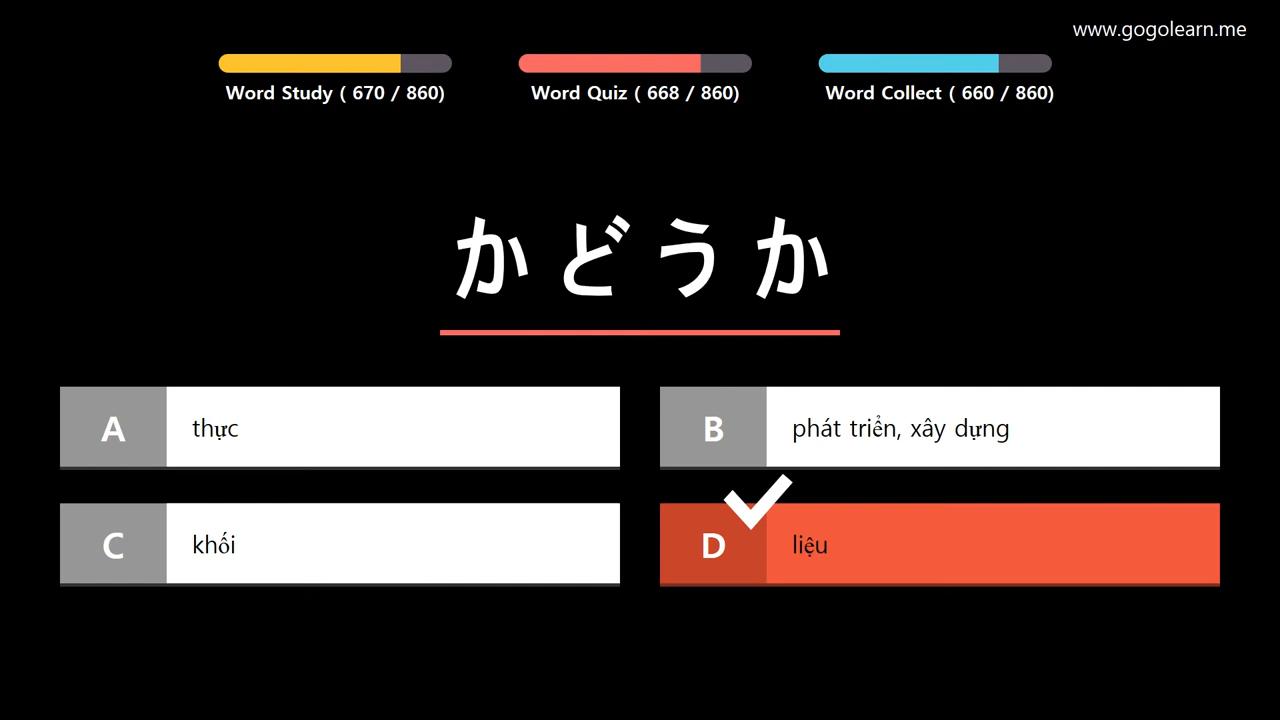 www.gogolearn.me
Word Study ( 670 / 860)
Word Quiz ( 668 / 860)
Word Collect ( 660 / 860)
かどうか
A thực
B phát triển, xây dựng
C khối
D liệu